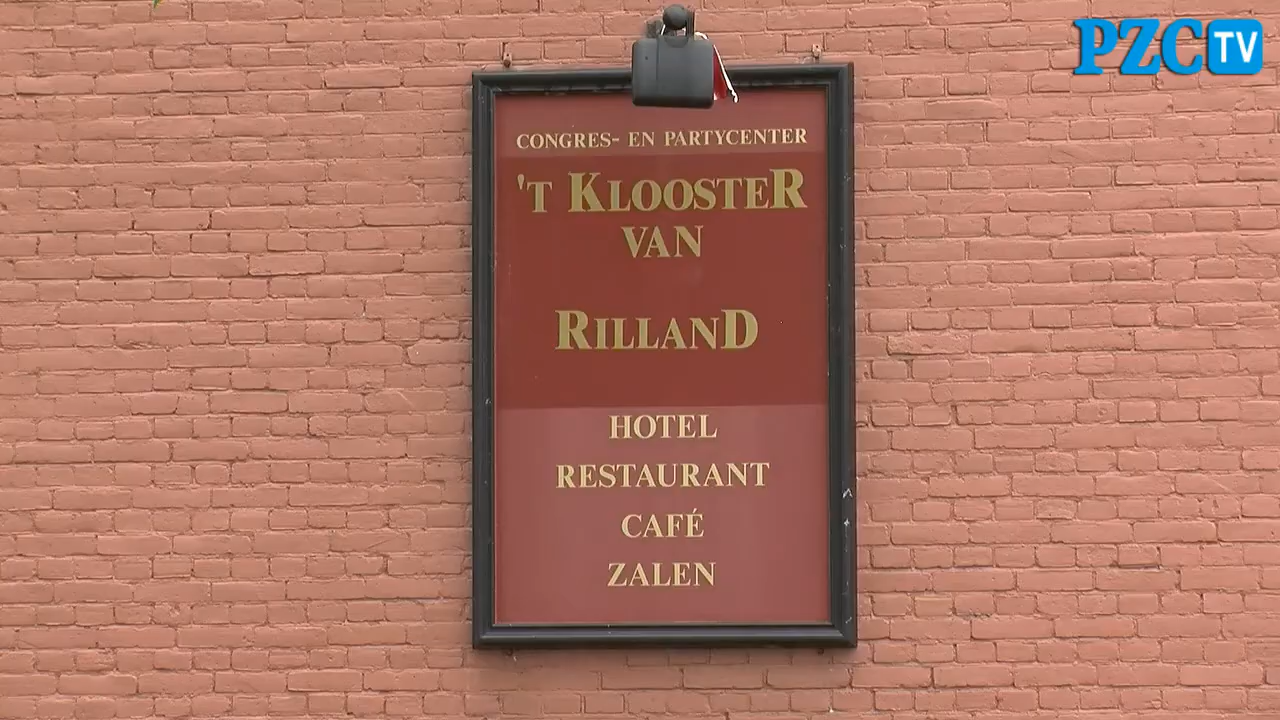 PZC TV
CONGRES- EN PARTYCENTER
'T KLOOSTER
VAN
RILLAND
HOTEL
RESTAURANT
CAFÉ
ZALEN